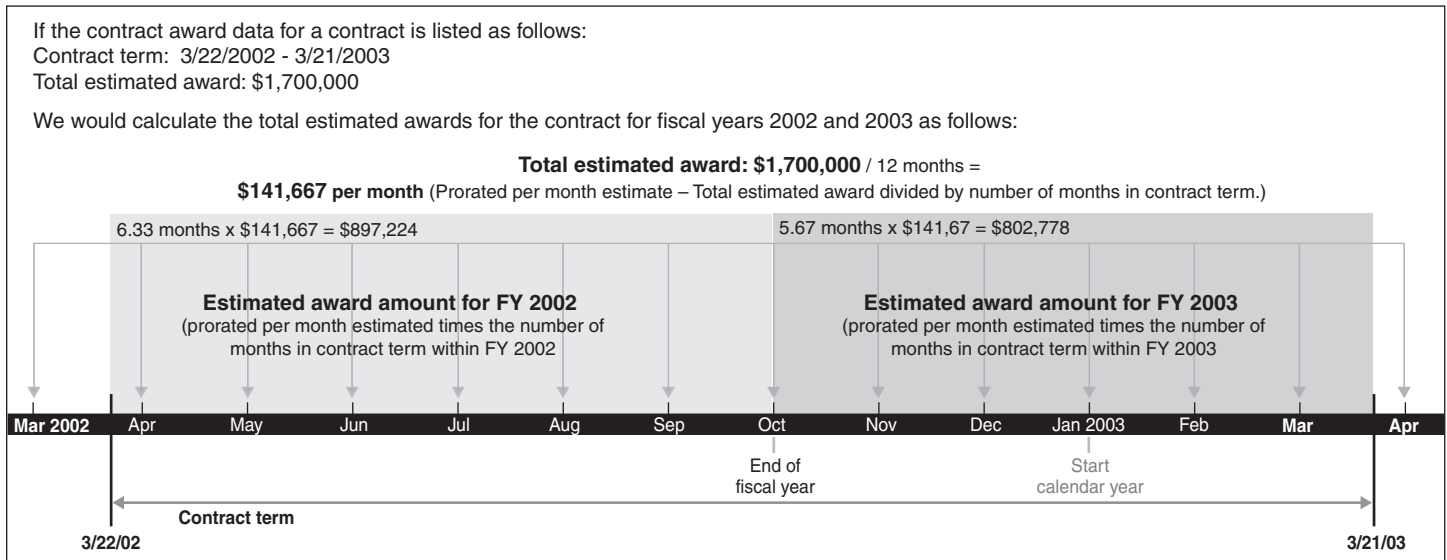 If the contract award data for a contract is listed as follows:
Contract term: 3/22/2002 - 3/21/2003
Total estimated award: $1,700,000
We would calculate the total estimated awards for the contract for fiscal years 2002 and 2003 as follows:
Total estimated award: $1,700,000 / 12 months =
$141,667 per month (Prorated per month estimate – Total estimated award divided by number of months in contract term.)
6.33 months x $141,667 = $897,224
5.67 months x $141,67 = $802,778
Estimated award amount for FY 2002
(prorated per month estimated times the number of
months in contract term within FY 2002
Estimated award amount for FY 2003
(prorated per month estimated times the number of
months in contract term within FY 2003
Mar 2002 Apr May Jun Jul Aug Sep Oct Nov Dec Jan 2003 Feb Mar Apr
End of
fiscal year
Start
calendar year
Contract term
3/22/02
3/21/03